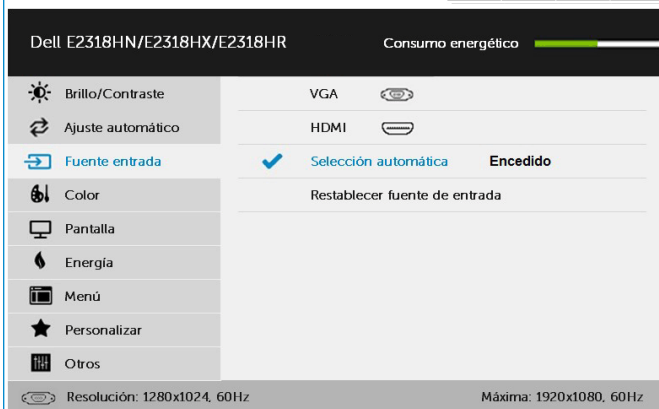 Dell E2318HN/E2318HX/E2318HR Consumo energético
Brillo/Contraste VGA
Ajuste automático HDMI
Fuente entrada Selección automática Encedido
Color Restablecer fuente de entrada
Pantalla
Energía
Menú
Personalizar
Otros
Resolución: 1280x1024, 60Hz Máxima: 1920x1080, 60Hz